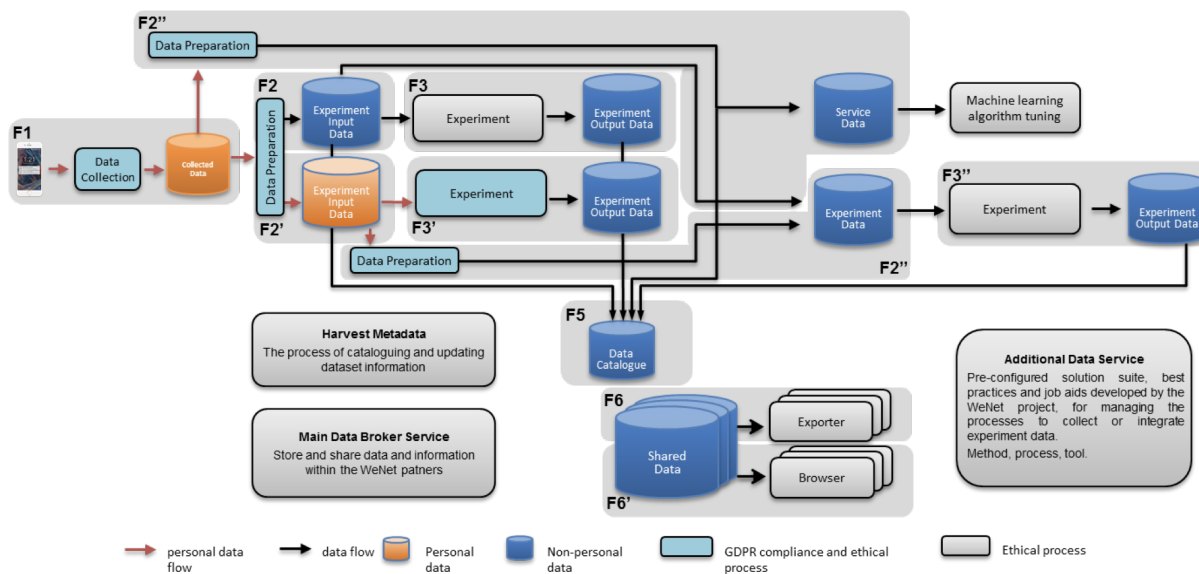 F2''
Data Preparation
F1
Data
Collection
Collected
Data
F2
Data Preparation
Experiment
Input
Data
F3
Experiment
Experiment
Output Data
Service
Data
Machine learning
algorithm tuning
F2'
Experiment
Input
Data
F3'
Experiment
Experiment
Output Data
Data Preparation
Experiment
Data
F2''
F3''
Experiment
Experiment
Output Data
F5
Data
Catalogue
Harvest Metadata
The process of cataloguing and updating
dataset information
Main Data Broker Service
Store and share data and information
within the WeNet patners
F6
Shared
Data
Exporter
Browser
F6'
Additional Data Service
Pre-configured solution suite, best
practices and job aids developed by the
WeNet project, for managing the
processes to collect or integrate
experiment data.
Method, process, tool.
personal data
flow
data flow
Personal
data
Non-personal
data
GDPR compliance and ethical
process
Ethical process